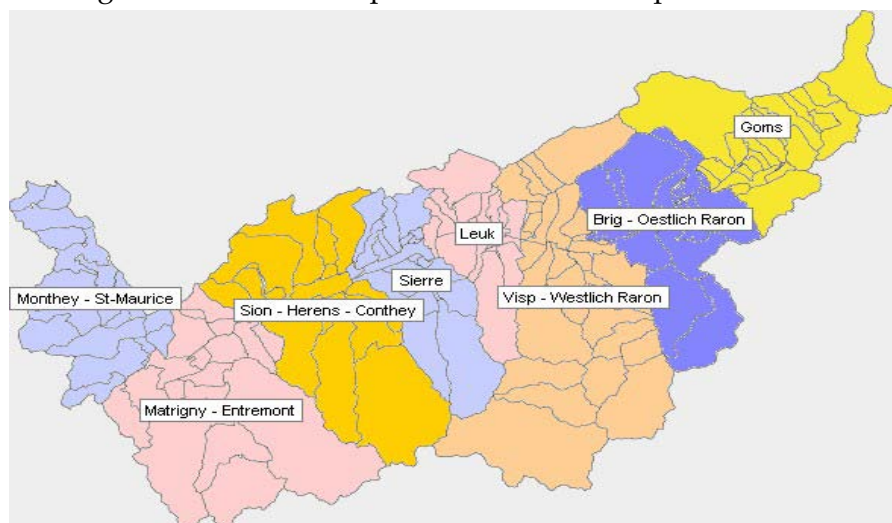 Goms
Brig - Oestlich Raron
Leuk
Sierre
Monthey - St-Maurice
Visp - Westlich Raron
Sion - Herens - Conthey
Matrigny - Entremont